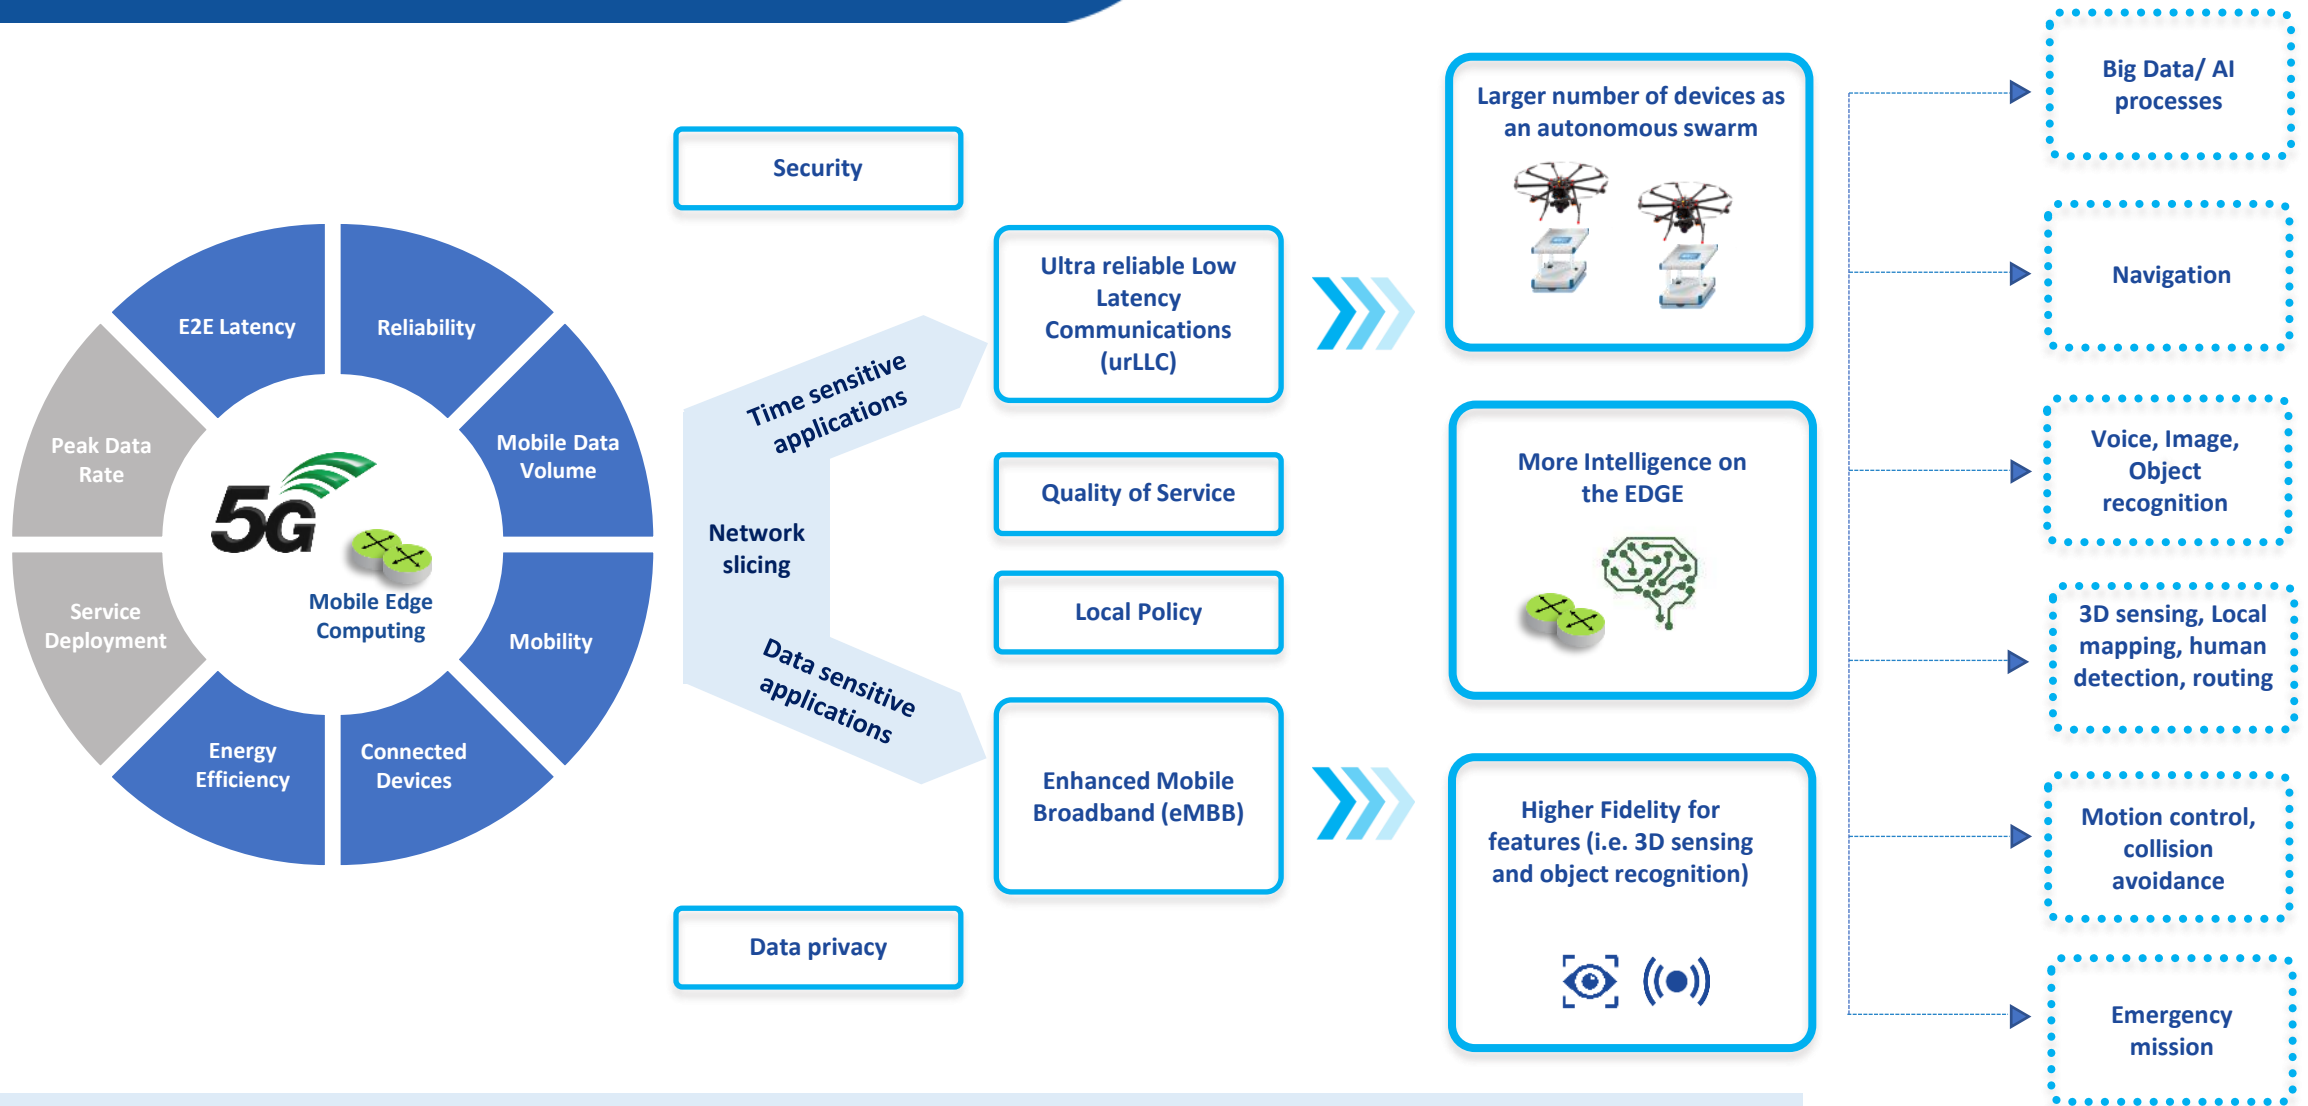 E2E Latency
Reliability
Mobile Data
Volume
Mobility
Connected
Devices
Energy
Efficiency
Service
Deployment
Peak Data
Rate
5G
Mobile Edge
Computing
Security
Time sensitive
applications
Network
slicing
Data sensitive
applications
Data privacy
Ultra reliable Low
Latency
Communications
(urLLC)
Quality of Service
Local Policy
Enhanced Mobile
Broadband (eMBB)
Larger number of devices as
an autonomous swarm
More Intelligence on
the EDGE
Higher Fidelity for
features (i.e. 3D sensing
and object recognition)
Big Data/ AI
processes
Navigation
Voice, Image,
Object
recognition
3D sensing, Local
mapping, human
detection, routing
Motion control,
collision
avoidance
Emergency
mission